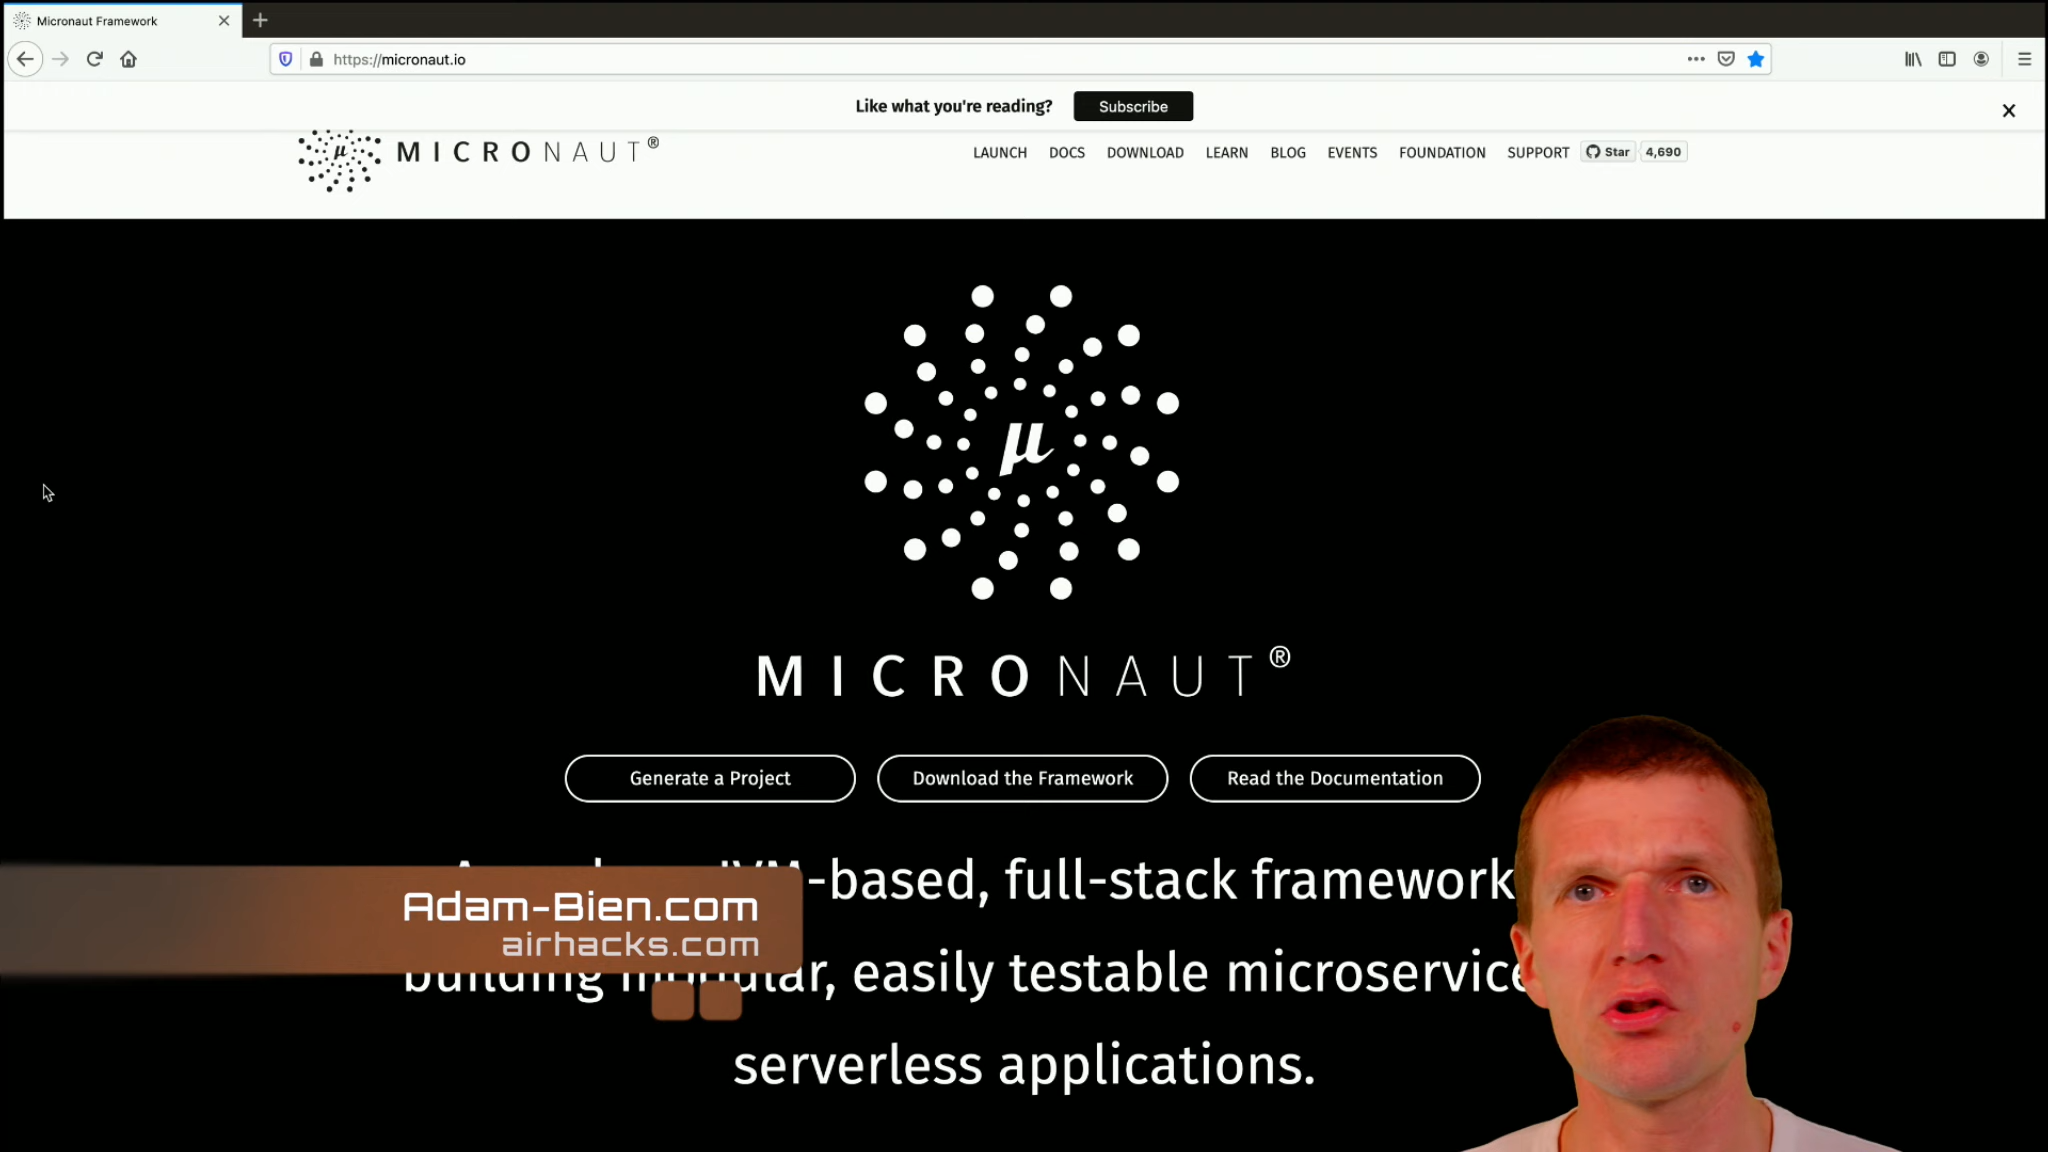 Micronaut Framework
https://micronaut.io
Like what you're reading? Subscribe
μ MICRONAUT®
LAUNCH DOCS DOWNLOAD LEARN BLOG EVENTS FOUNDATION SUPPORT Star 4,690
μ
MICRONAUT®
Generate a Project Download the Framework Read the Documentation
-based, full-stack framework
Adam-Bien.com
airhacks.com
building easily testable
serverless applications.